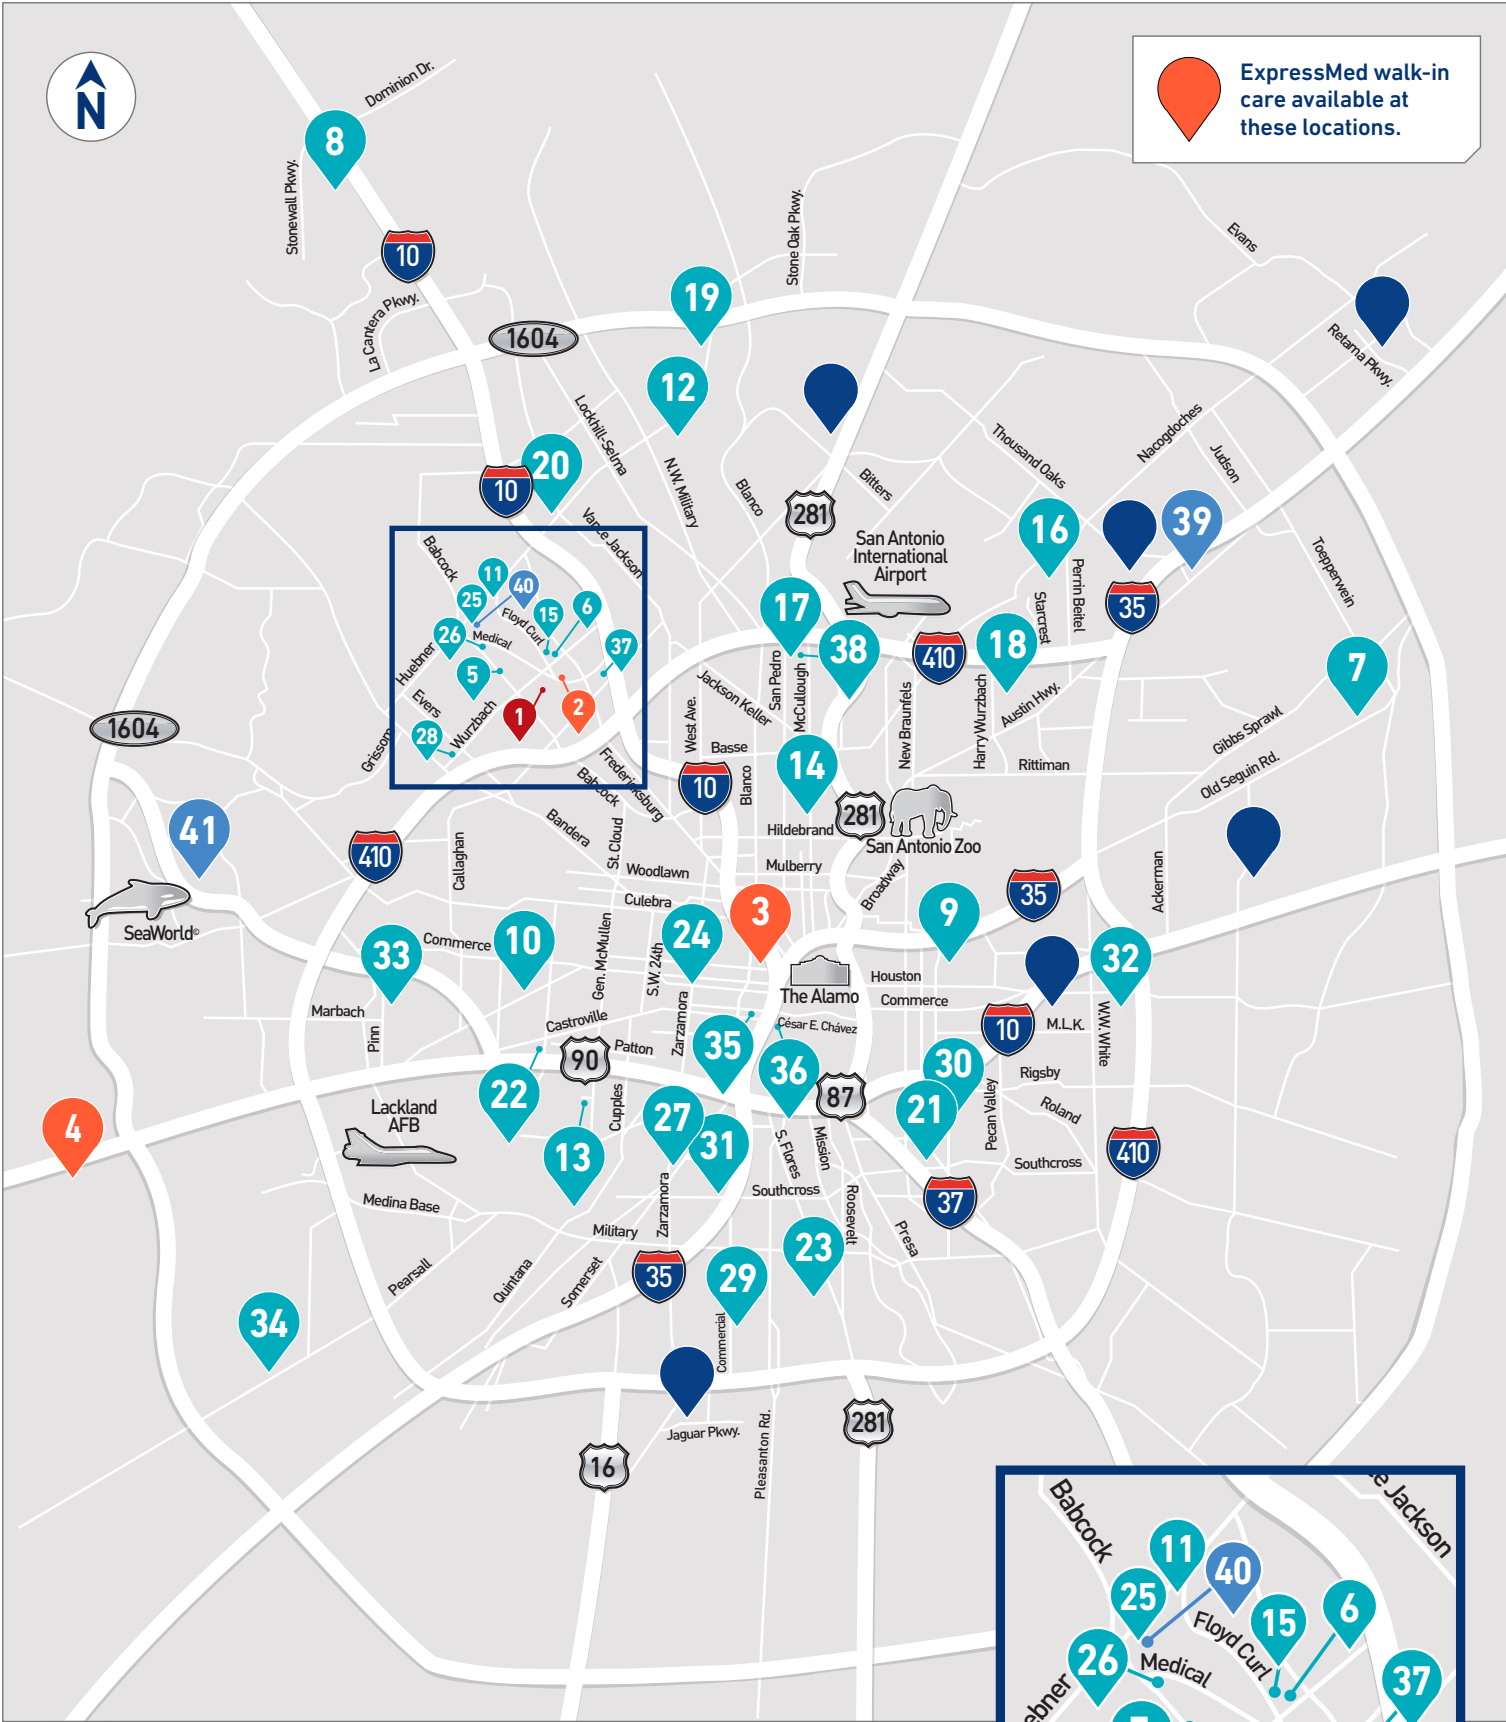 N
ExpressMed walk-in
care available at
these locations.
Dominion Dr.
8
Stonewall Pkwy.
10
Stone Oak Pkwy.
Evans
La Cantera Pkwy.
19
1604
Retama Pkwy.
12
Lockhill-Selma
Thousand Oaks
Nacogdoches
Judson
20
10
N.W. Military
Blanco
Bitters
281
Vance Jackson
San Antonio
International
Airport
16
39
Toepperwein
Babcock
11
40
25
Floyd Curl
15
6
26
Medical
37
Huebner
5
Evers
Wurzbach
1
2
28
Grissom
17
38
410
18
Starcrest
Perrin Beitel
35
7
San Pedro
McCullough
Jackson Keller
West Ave.
New Braunfels
Harry Wurzbach
Austin Hwy.
Gibbs Sprawl
1604
Basse
Fredericksburg
Babcock
10
Blanco
14
Rittiman
Old Seguin Rd.
281
Hildebrand
San Antonio Zoo
41
410
Bandera
Callaghan
St. Cloud
Woodlawn
Mulberry
Broadway
Ackerman
35
SeaWorld©
Culebra
3
9
33
Commerce
10
Gen. McMullen
S.W. 24th
24
32
Houston
The Alamo
Commerce
Marbach
Pinn
Castroville
Zarzamora
César E. Chávez
10
M.L.K.
W.W. White
90
Patton
35
36
30
Rigsby
22
Cupples
87
21
Pecan Valley
Roland
4
Lackland
AFB
27
31
13
S. Flores
Mission
Southcross
410
Medina Base
Zarzamora
Southcross
Roosevelt
37
Military
Presa
23
Pearsall
Quintana
Somerset
35
29
34
Commercial
281
Jaguar Pkwy.
16
Pleasanton Rd.
Babcock
e Jackson
11
40
25
Floyd Curl
15
6
26
Medical
37
ebner